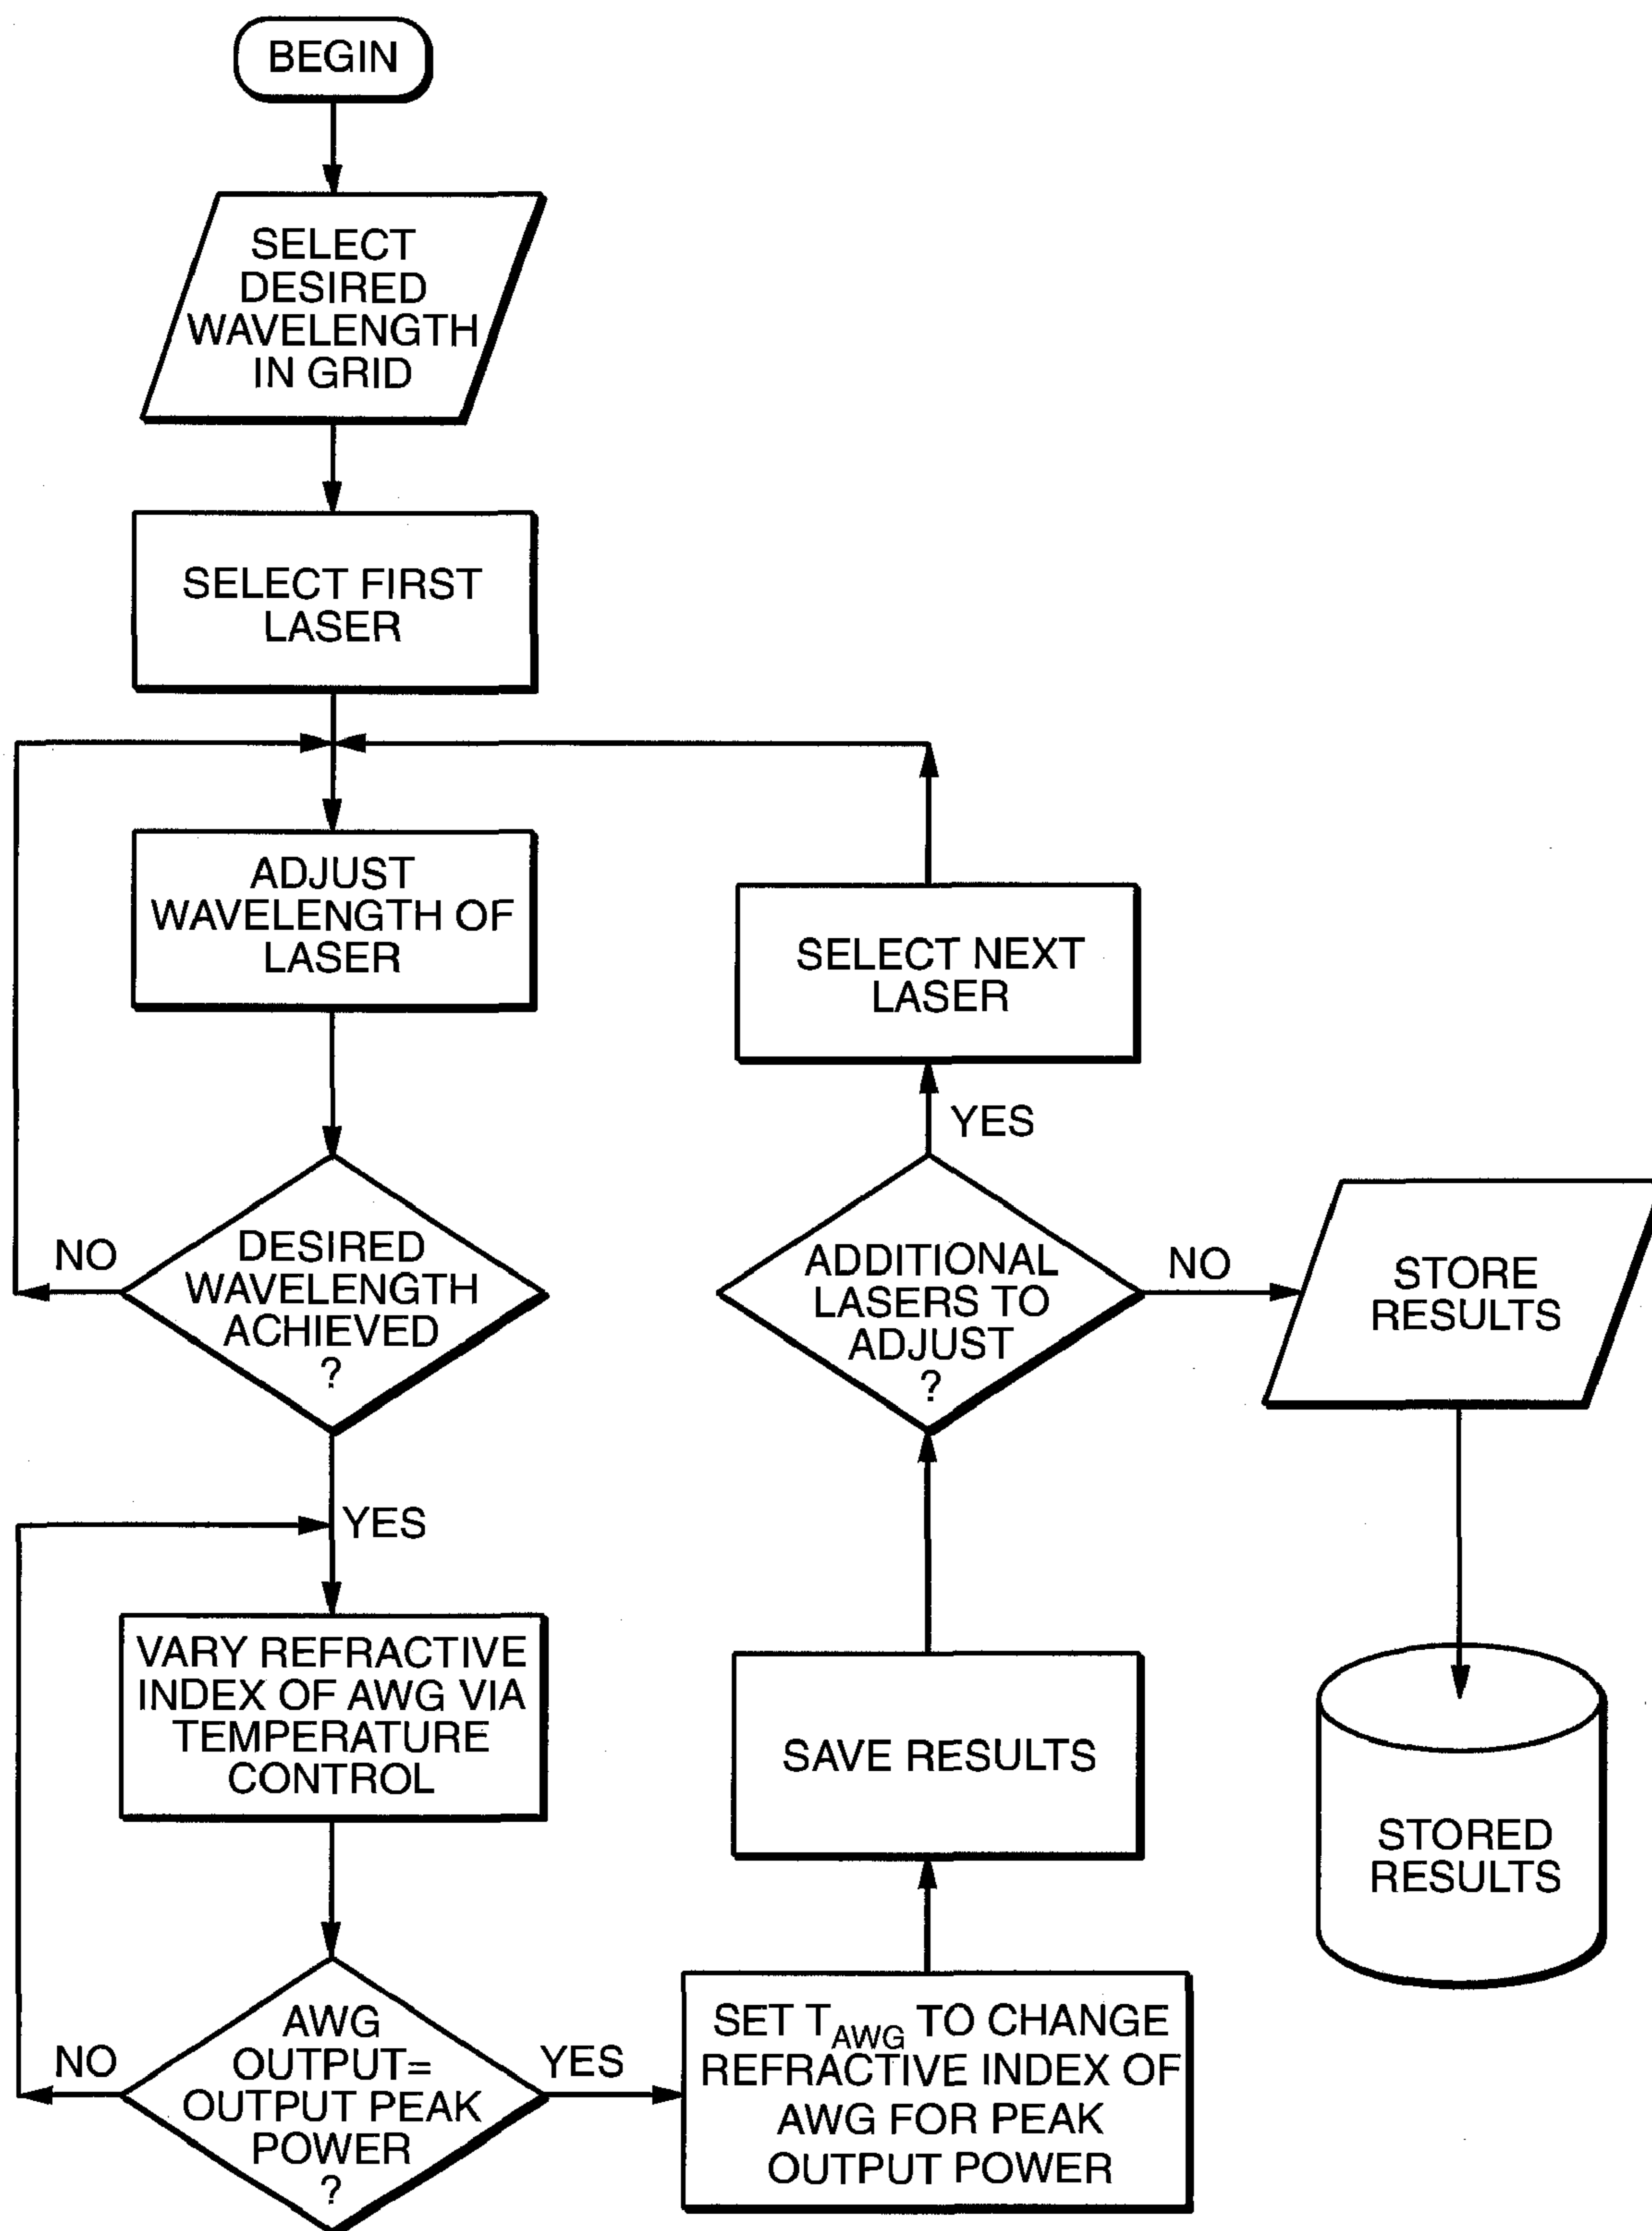 BEGIN
SELECT
DESIRED
WAVELENGTH
IN GRID
SELECT FIRST
LASER
ADJUST
WAVELENGTH OF
LASER
DESIRED
WAVELENGTH
ACHIEVED
?
NO
YES
VARY REFRACTIVE
INDEX OF AWG VIA
TEMPERATURE
CONTROL
AWG
OUTPUT=
OUTPUT PEAK
POWER
?
NO
YES
SET TAWG TO CHANGE
REFRACTIVE INDEX OF
AWG FOR PEAK
OUTPUT POWER
SAVE RESULTS
ADDITIONAL
LASERS TO
ADJUST
?
YES
SELECT NEXT
LASER
NO
STORE
RESULTS
STORED
RESULTS